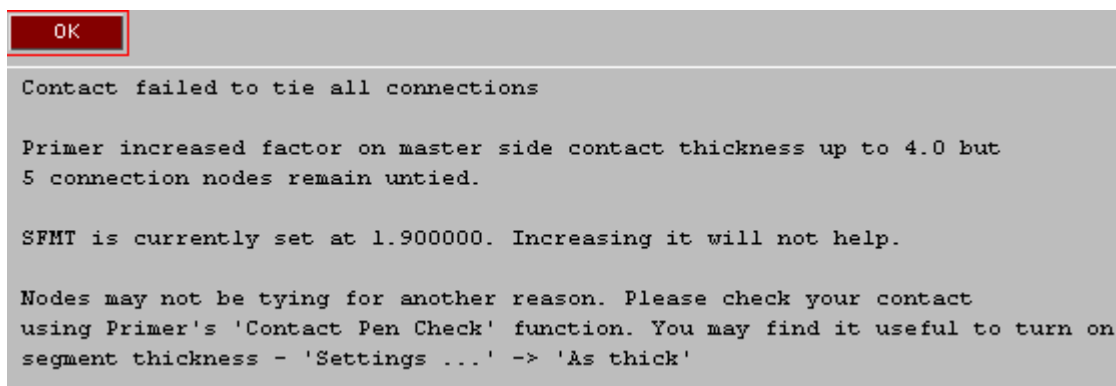 OK
Contact failed to tie all connections
Primer increased factor on master side contact thickness up to 4.0 but
5 connection nodes remain untied.
SFMT is currently set at 1.900000. Increasing it will not help.
Nodes may not be tying for another reason. Please check your contact
using Primer's 'Contact Pen Check' function. You may find it useful to turn on
segment thickness - 'Settings ...' -> 'As thick'